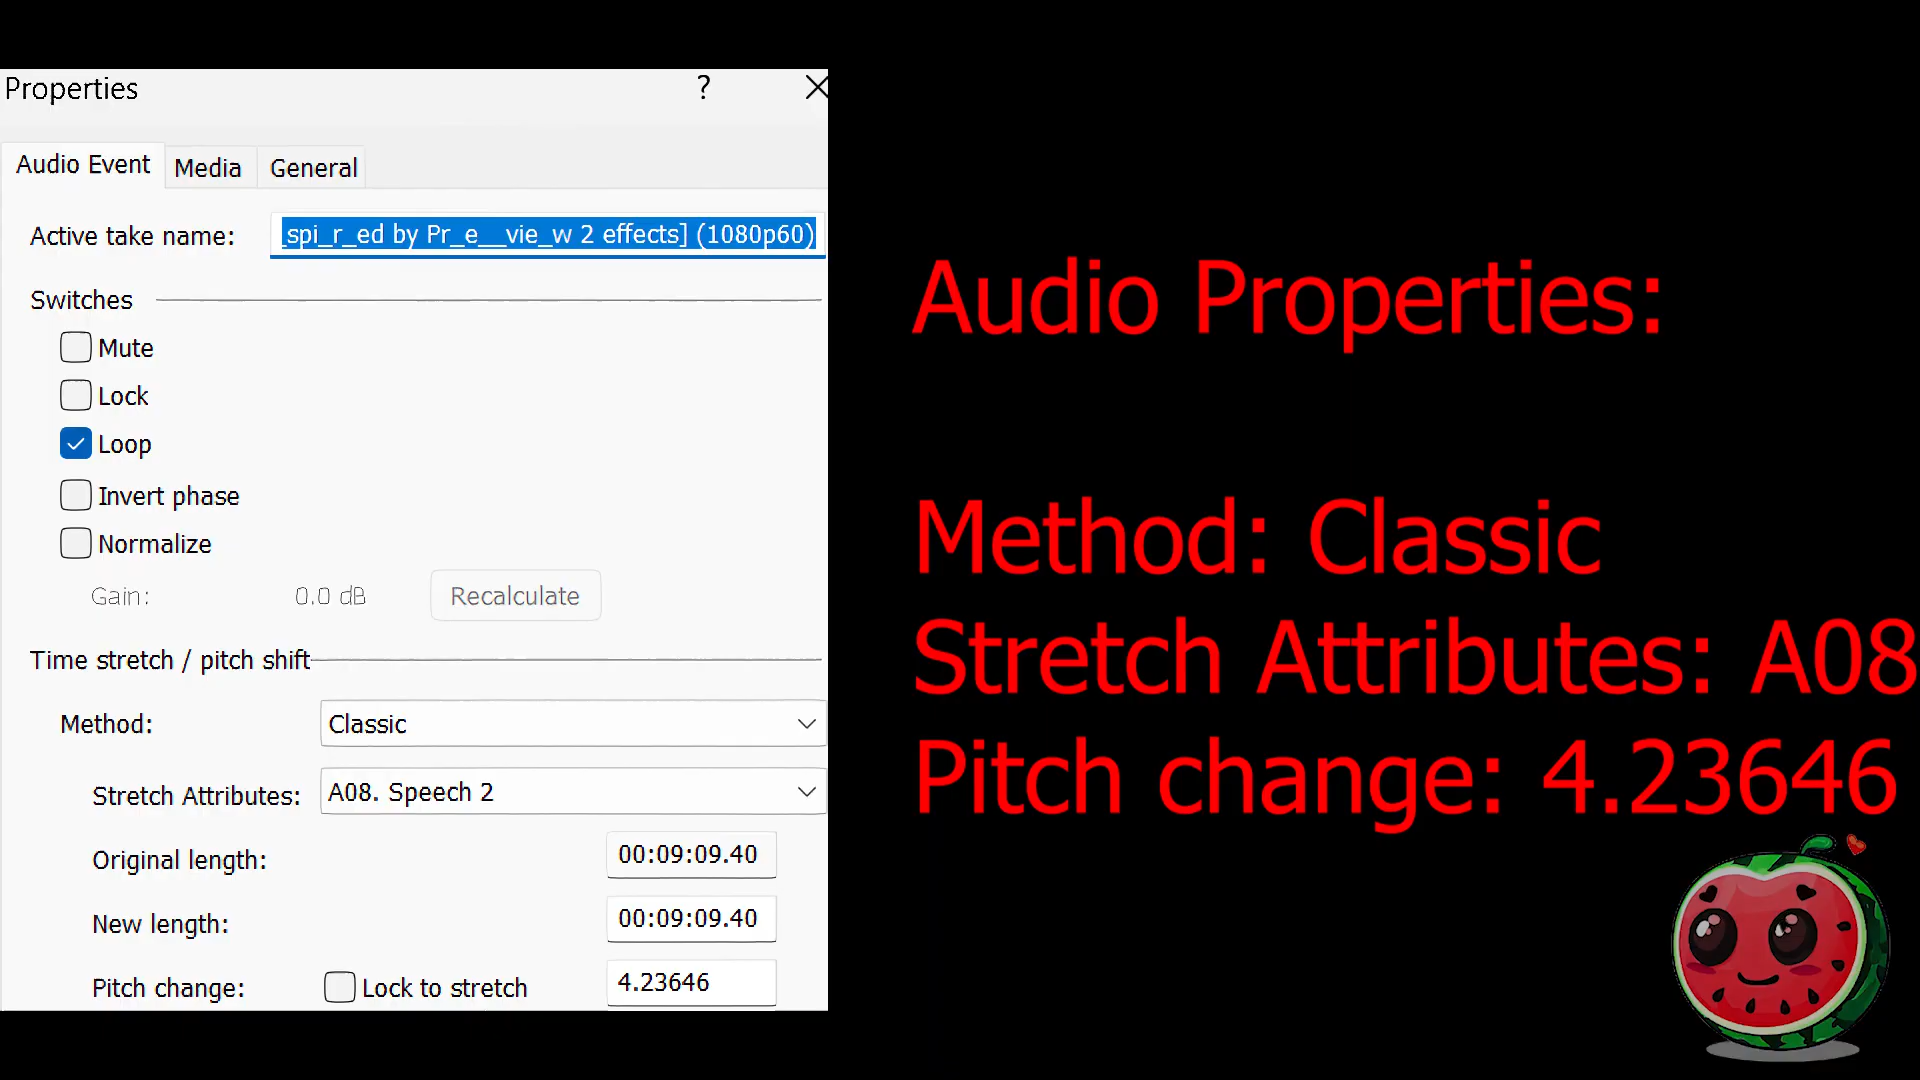 Properties
?
Audio Event Media General
Active take name: _spi_r_ed by Pr_e__vie_w 2 effects] (1080p60)
Switches
Mute
Lock
Loop
Invert phase
Normalize
Gain: 0.0 dB Recalculate
Time stretch / pitch shift
Method: Classic
Stretch Attributes: A08. Speech 2
Original length: 00:09:09.40
New length: 00:09:09.40
Pitch change: Lock to stretch 4.23646
Audio Properties:
Method: Classic
Stretch Attributes: A08
Pitch change: 4.23646